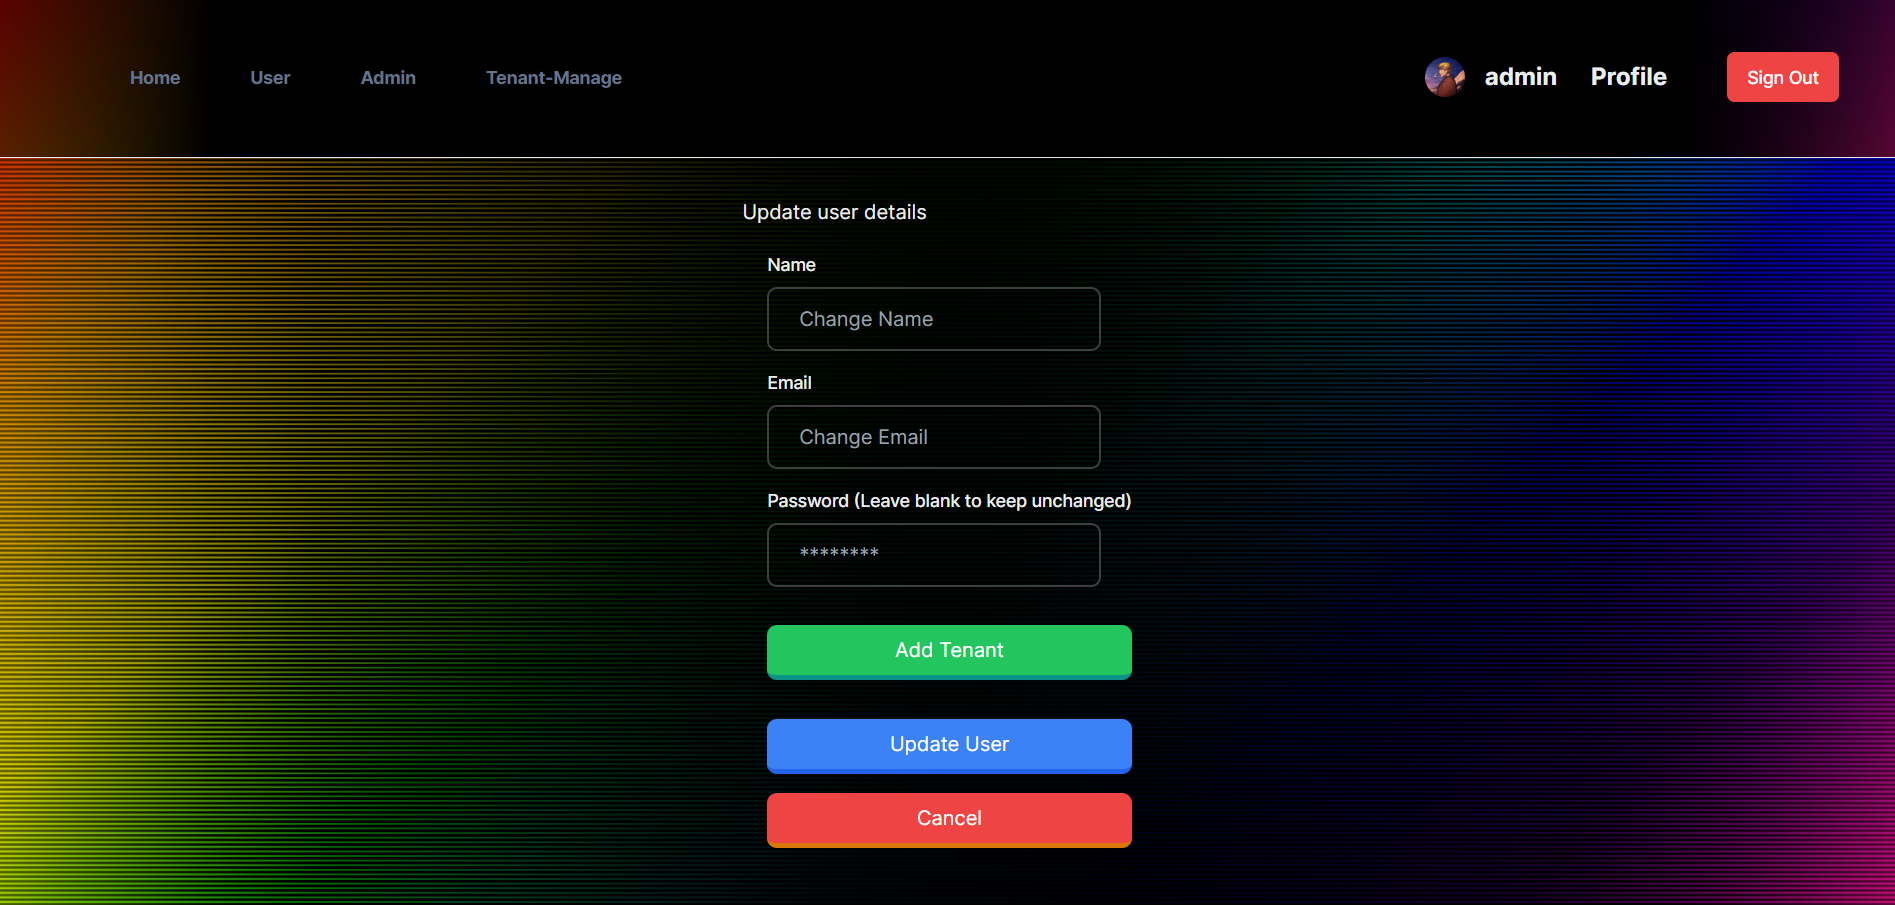 Home User Admin Tenant-Manage admin Profile Sign Out
Update user details
Name
Change Name
Email
Change Email
Password (Leave blank to keep unchanged)
********
Add Tenant
Update User
Cancel